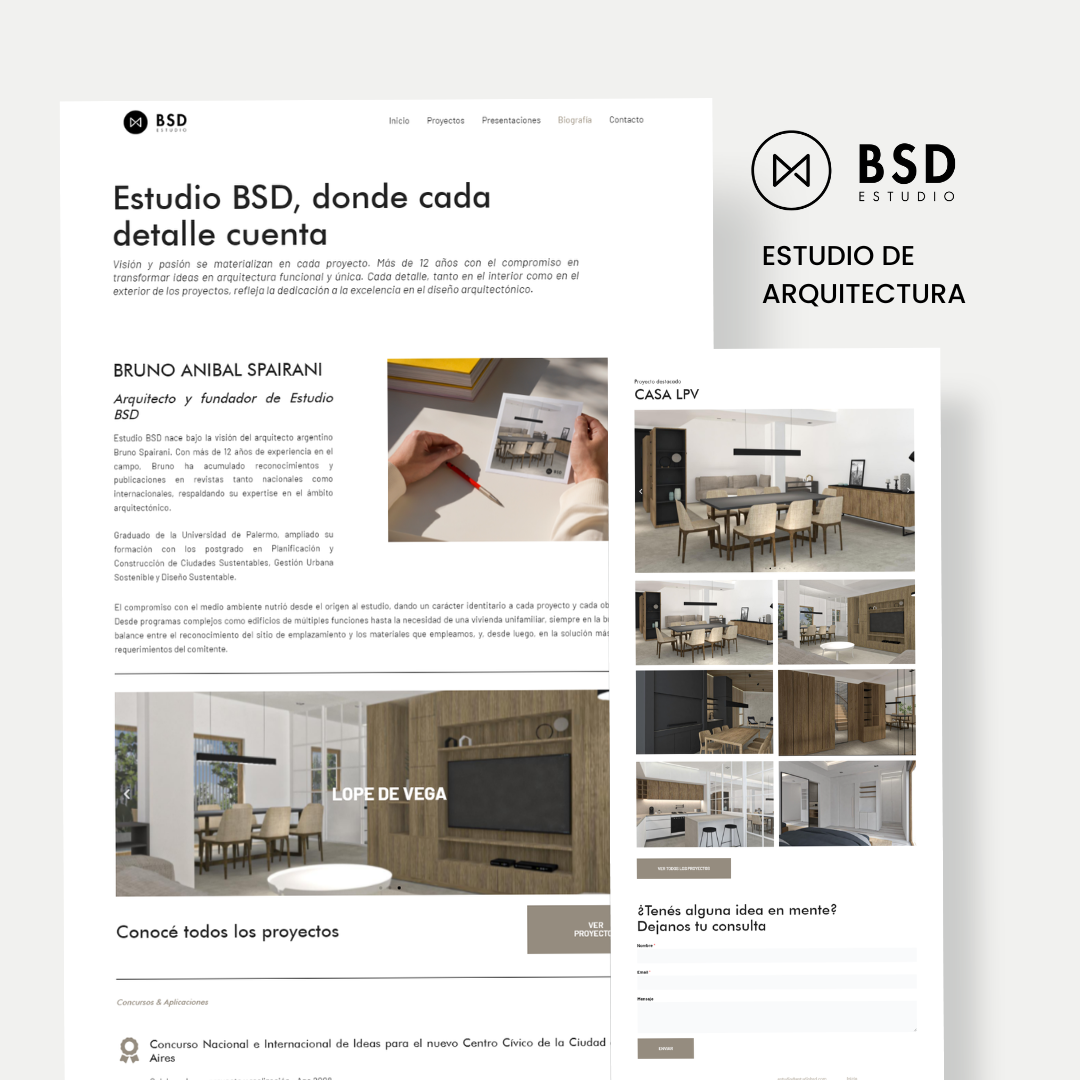 BSD
ESTUDIO
Inicio
Proyectos
Presentaciones
Biografía
Contacto
Estudio BSD, donde cada
detalle cuenta
Visión y pasión se materializan en cada proyecto. Más de 12 años con el compromiso en
transformar ideas en arquitectura funcional y única. Cada detalle, tanto en el interior como en el
exterior de los proyectos, refleja la dedicación a la excelencia en el diseño arquitectónico.
BRUNO ANIBAL SPAIRANI
Arquitecto y fundador de Estudio
BSD
Estudio BSD nace bajo la visión del arquitecto argentino
Bruno Spairani. Con más de 12 años de experiencia en el
campo, Bruno ha acumulado reconocimientos y
publicaciones en revistas tanto nacionales como
internacionales, respaldando su expertise en el ámbito
arquitectónico.
Graduado de la Universidad de Palermo, ampliado su
formación con los postgrado en Planificación y
Construcción de Ciudades Sustentables, Gestión Urbana
Sostenible y Diseño Sustentable.
El compromiso con el medio ambiente nutrió desde el origen al estudio, dando un carácter identitario a cada proyecto y cada
Desde programas complejos como edificios de múltiples funciones hasta la necesidad de una vivienda unifamiliar, siempre en la
balance entre el reconocimiento del sitio de emplazamiento y los materiales que empleamos, y, desde luego, en la solución
requerimientos del comitente.
LOPE DE VEGA
Conocé todos los proyectos
VER
Concursos & Aplicaciones
Concurso Nacional e Internacional de Ideas para el nuevo Centro Cívico de la Ciudad
Aires
BSD
ESTUDIO
ESTUDIO DE
ARQUITECTURA
Proyecto destacado
CASA LPV
VER TODOS LOS PROYECTOS
¿Tenés alguna idea en mente?
Dejanos tu consulta
Nombre *
Email *
Mensaje
ENVIAR